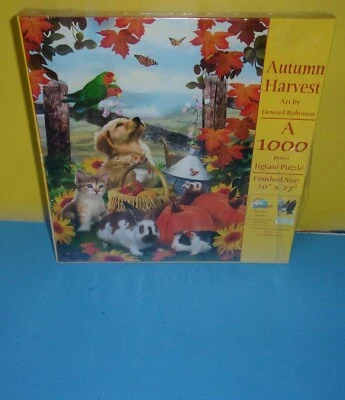 Autumn
Harvest
Art by
Howard Robinson
A
1000
piece
Jigsaw Puzzle
Finished Size:
20" x 27"